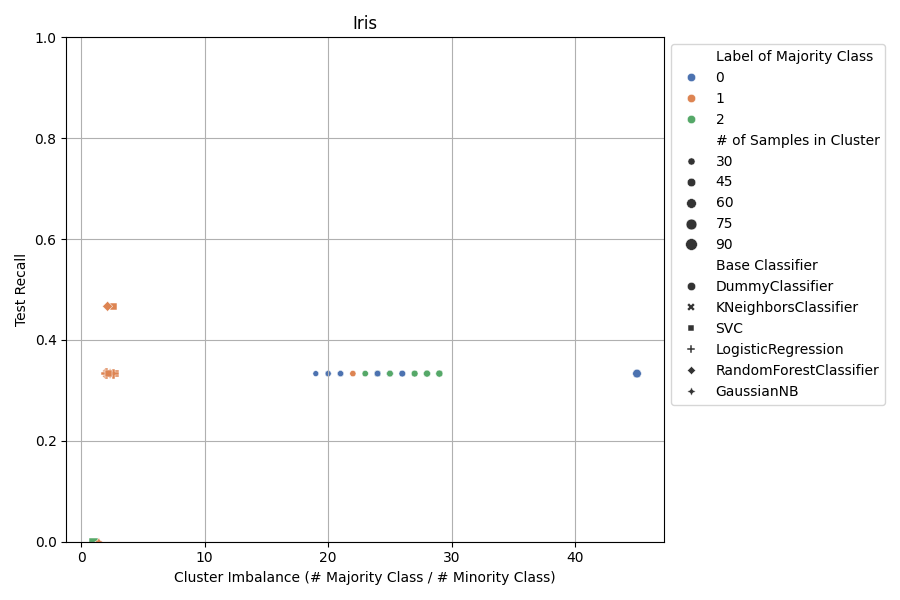 Iris
1.0
0.8
0.6
0.4
0.2
0.0
Test Recall
0
10
20
30
40
Cluster Imbalance (# Majority Class / # Minority Class)
Label of Majority Class
0
1
2
# of Samples in Cluster
30
45
60
75
90
Base Classifier
DummyClassifier
KNeighborsClassifier
SVC
LogisticRegression
RandomForestClassifier
GaussianNB